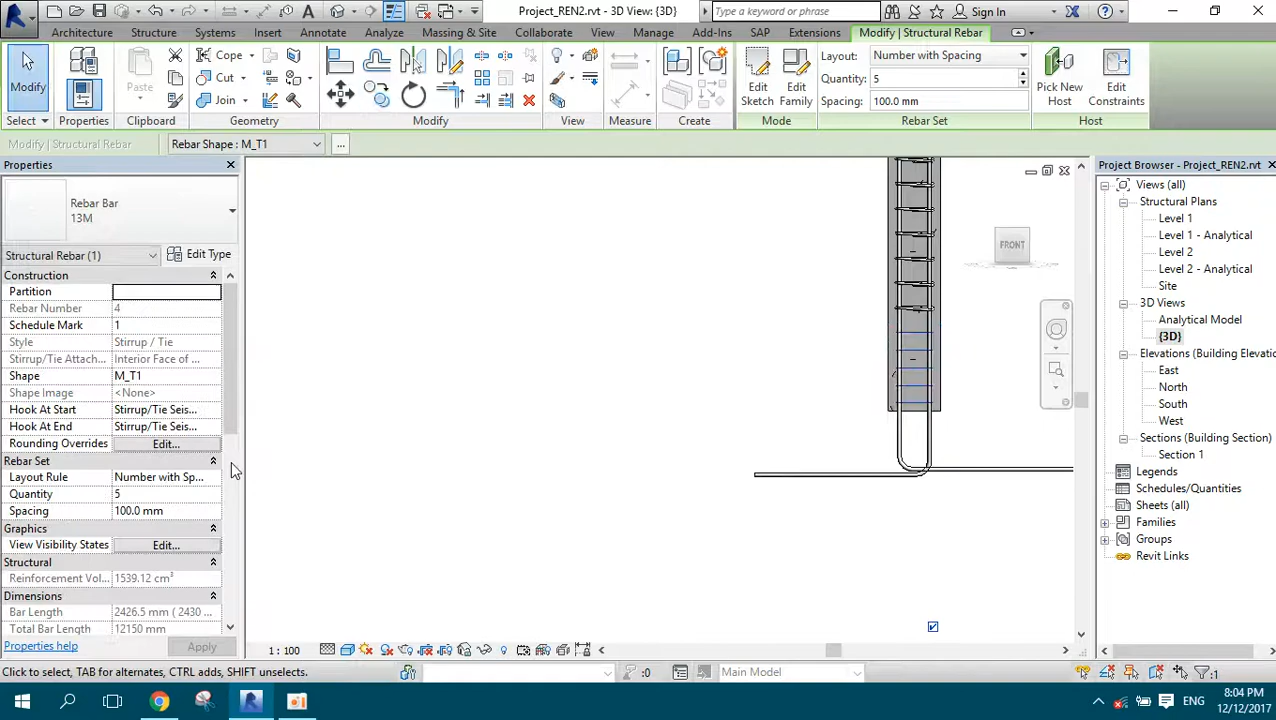 Project_REN2.rvt - 3D View: {3D}
Type a keyword or phrase
Sign In
Architecture
Structure
Systems
Insert
Annotate
Analyze
Massing & Site
Collaborate
View
Manage
Add-Ins
SAP
Extensions
Modify | Structural Rebar
Modify
Select
Properties
Paste
Clipboard
Cope
Cut
Join
Geometry
Modify
View
Measure
Create
Edit Sketch
Edit Family
Mode
Layout: Number with Spacing
Quantity: 5
Spacing: 100.0 mm
Rebar Set
Pick New Host
Edit Constraints
Host
Modify | Structural Rebar
Rebar Shape : M_T1
...
Properties
Rebar Bar
13M
Structural Rebar (1)
Edit Type
Construction
Partition
Rebar Number 4
Schedule Mark 1
Style Stirrup / Tie
Stirrup/Tie Attach... Interior Face of ...
Shape M_T1
Shape Image <None>
Hook At Start Stirrup/Tie Seis...
Hook At End Stirrup/Tie Seis...
Rounding Overrides Edit...
Rebar Set
Layout Rule Number with Sp...
Quantity 5
Spacing 100.0 mm
Graphics
View Visibility States Edit...
Structural
Reinforcement Vol... 1539.12 cm³
Dimensions
Bar Length 2426.5 mm ( 2430 ...
Total Bar Length 12150 mm
Properties help
Apply
FRONT
Project Browser - Project_REN2.rvt
Views (all)
Structural Plans
Level 1
Level 1 - Analytical
Level 2
Level 2 - Analytical
Site
3D Views
Analytical Model
{3D}
Elevations (Building Elevatio
East
North
South
West
Sections (Building Section)
Section 1
Legends
Schedules/Quantities
Sheets (all)
Families
Groups
Revit Links
1 : 100
Click to select, TAB for alternates, CTRL adds, SHIFT unselects.
:0
Main Model
:1
ENG
8:04 PM
12/12/2017